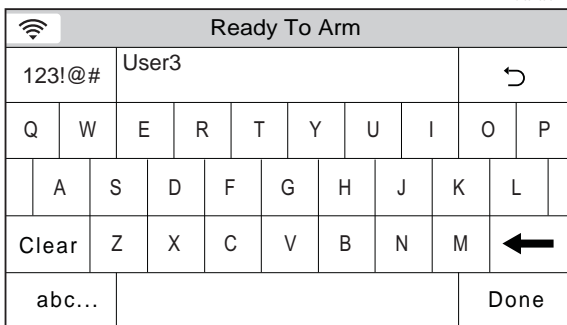 Ready To Arm
123!@# User3
Q W E R T Y U I O P
A S D F G H J K L
Clear Z X C V B N M
abc... Done